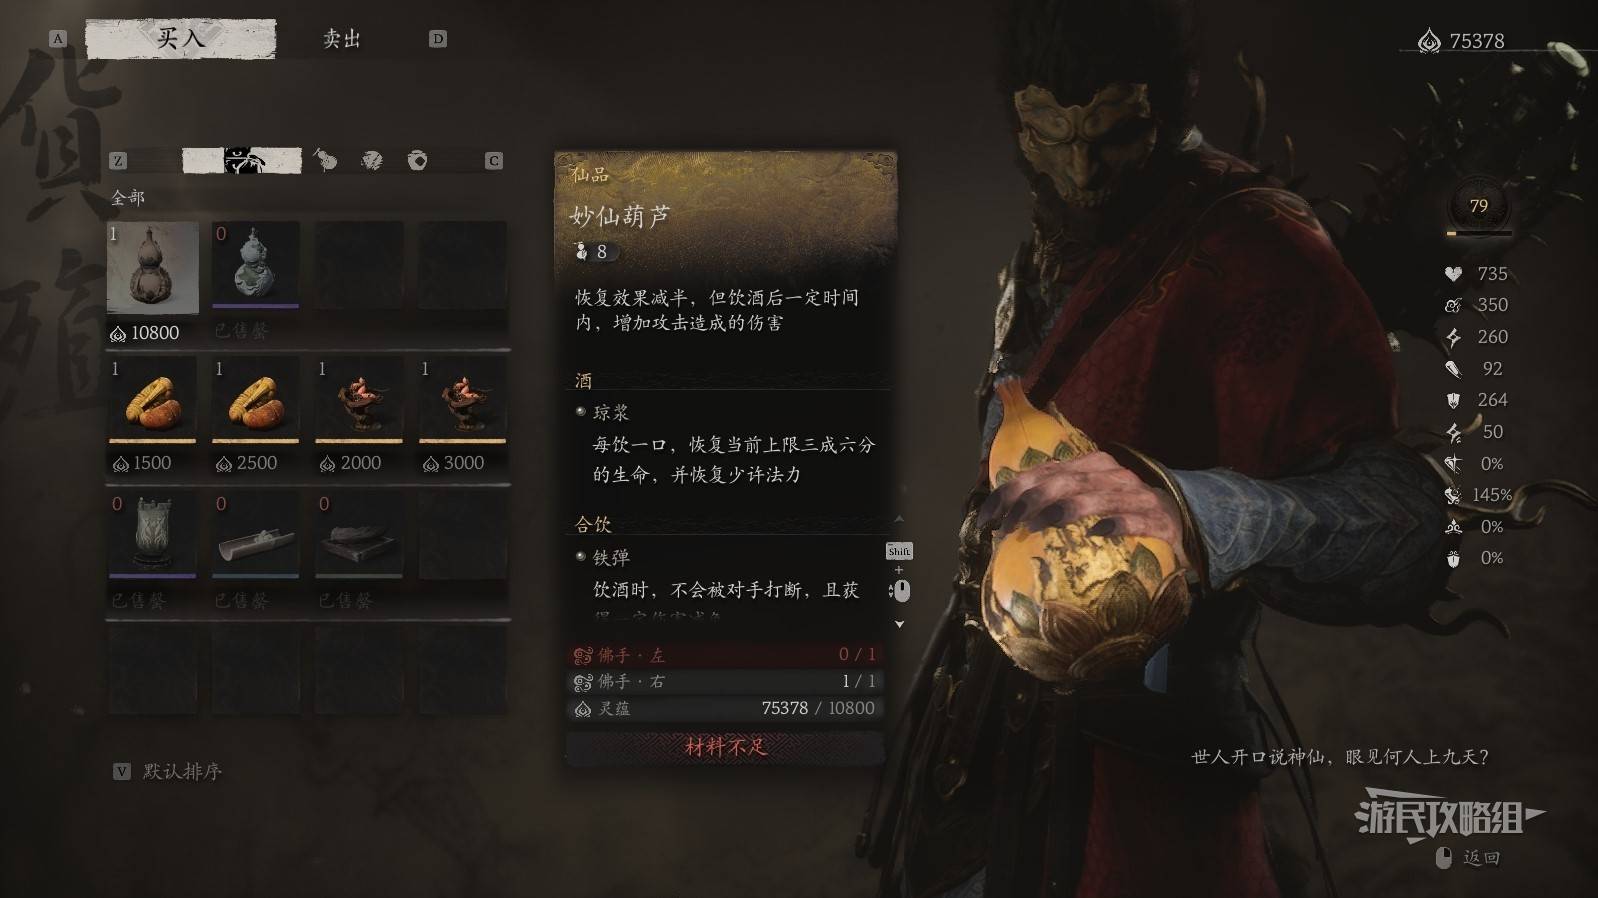 A
买入
卖出
D
75378
货殖
Z
C
全部
1
0
10800
已售罄
1
1
1
1
1500
2500
2000
3000
0
0
0
已售罄
已售罄
已售罄
V
默认排序
仙品
妙仙葫芦
8
恢复效果减半，但饮酒后一定时间
内，增加攻击造成的伤害
酒
琼浆
每饮一口，恢复当前上限三成六分
的生命，并恢复少许法力
合饮
铁弹
饮酒时，不会被对手打断，且获
Shift
+
佛手·左 0 / 1
佛手·右 1 / 1
灵蕴 75378 / 10800
材料不足
79
735
350
260
92
264
50
0%
145%
0%
0%
世人开口说神仙，眼见何人上九天？
游民攻略组
返回